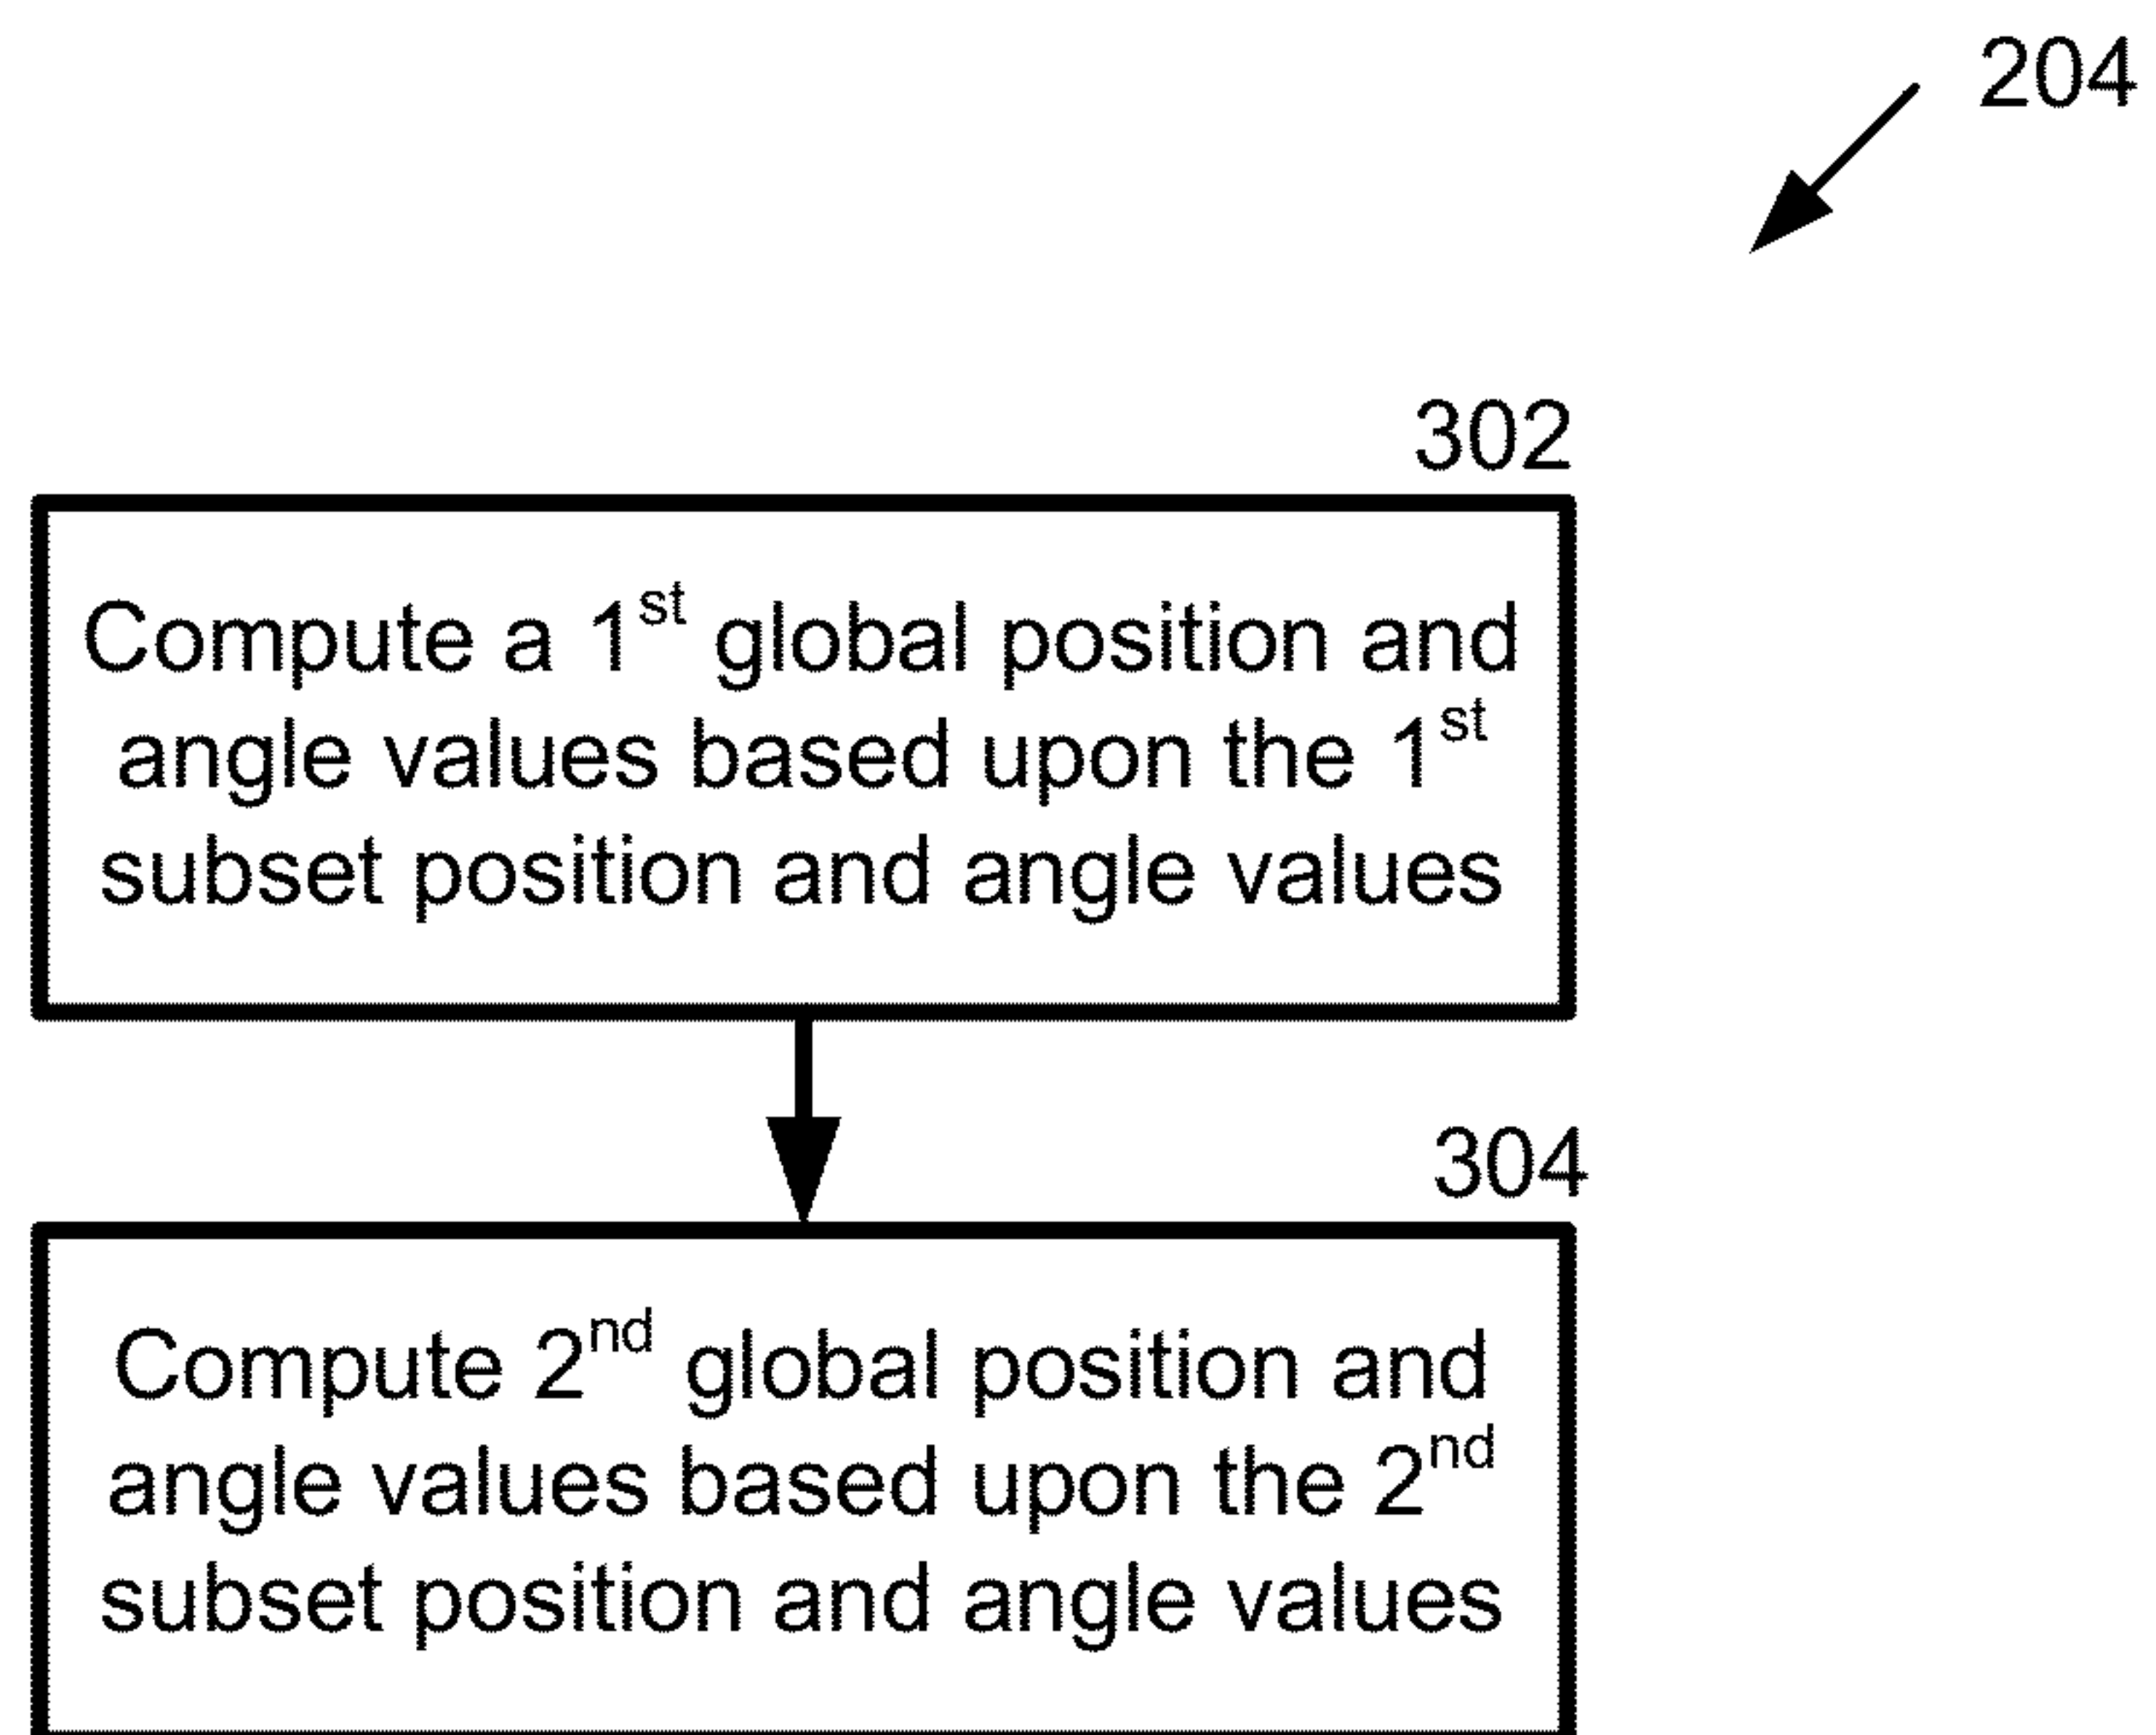 204
302
Compute a 1st global position and
angle values based upon the 1st
subset position and angle values
304
Compute 2nd global position and
angle values based upon the 2nd
subset position and angle values